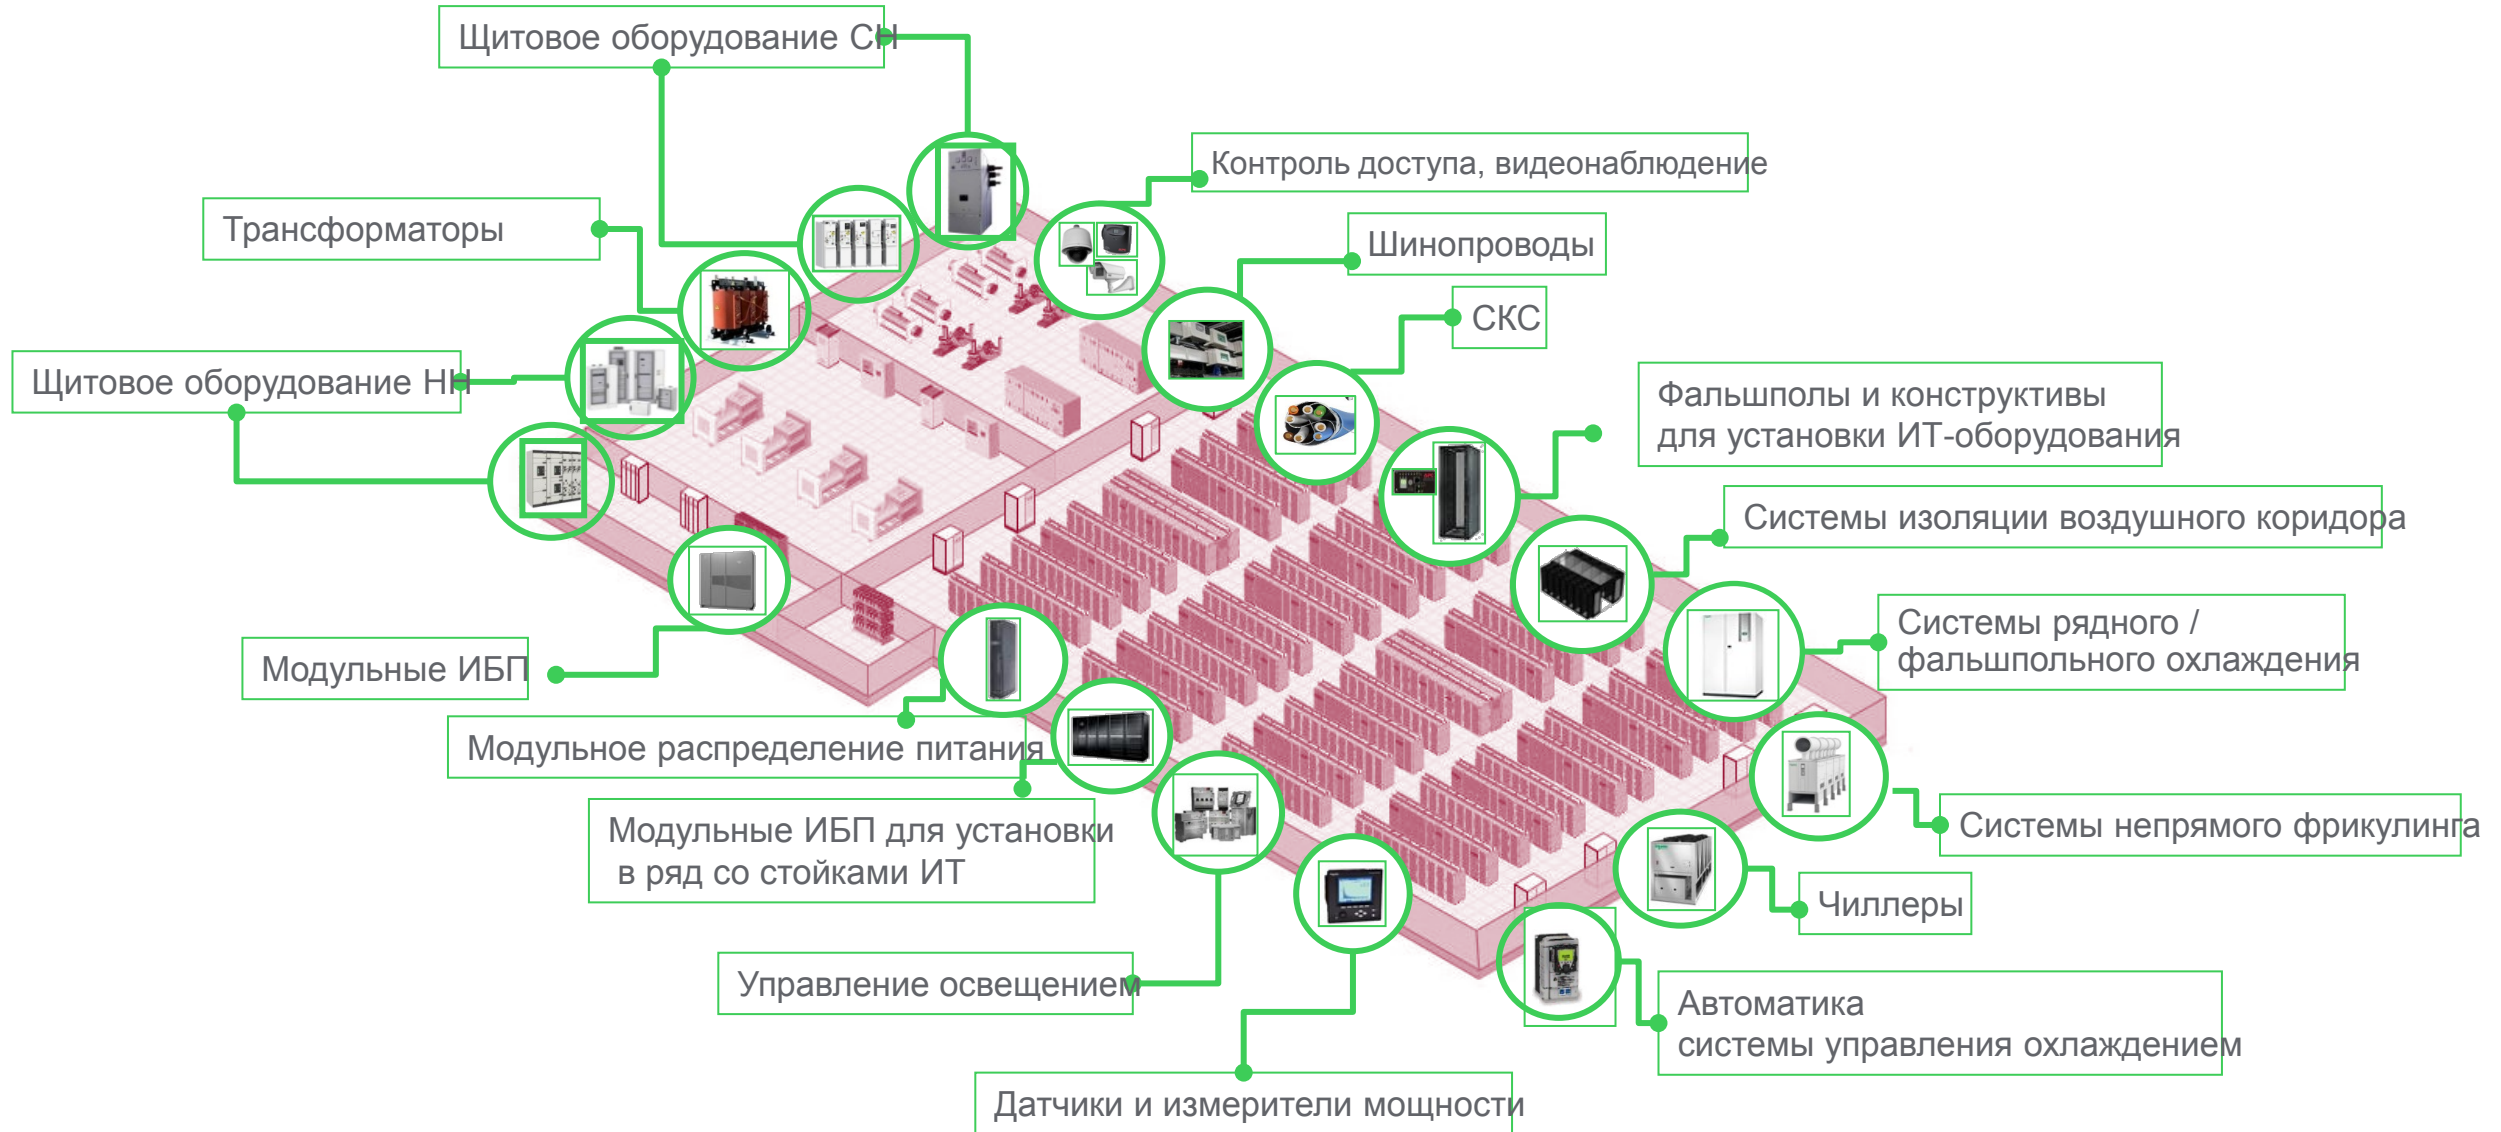 Щитовое оборудование СН
Контроль доступа, видеонаблюдение
Трансформаторы
Шинопроводы
СКС
Щитовое оборудование НН
Фальшполы и конструктивы
для установки ИТ-оборудования
Системы изоляции воздушного коридора
Системы рядного /
фальшпольного охлаждения
Модульные ИБП
Модульное распределение питания
Модульные ИБП для установки
в ряд со стойками ИТ
Системы непрямого фрикулинга
Чиллеры
Управление освещением
Автоматика
системы управления охлаждением
Датчики и измерители мощности